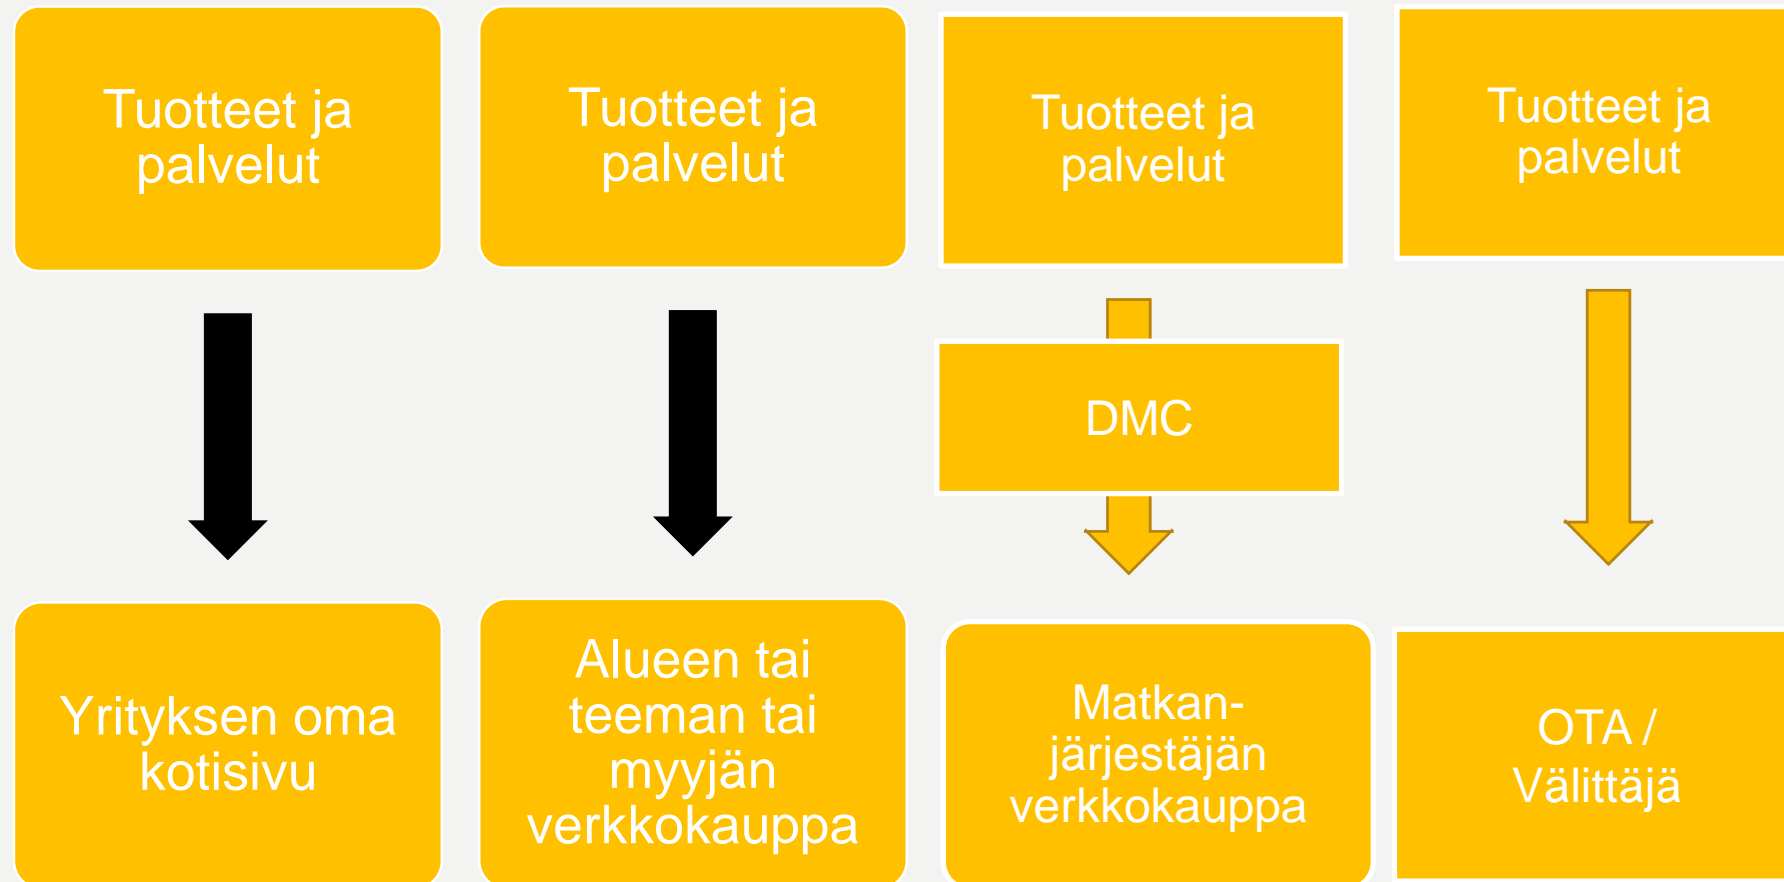 Tuotteet ja
palvelut
Tuotteet ja
palvelut
Tuotteet ja
palvelut
Tuotteet ja
palvelut
DMC
Yrityksen oma
kotisivu
Alueen tai
teeman tai
myyjän
verkkokauppa
Matkan-
järjestäjän
verkkokauppa
OTA /
Välittäjä